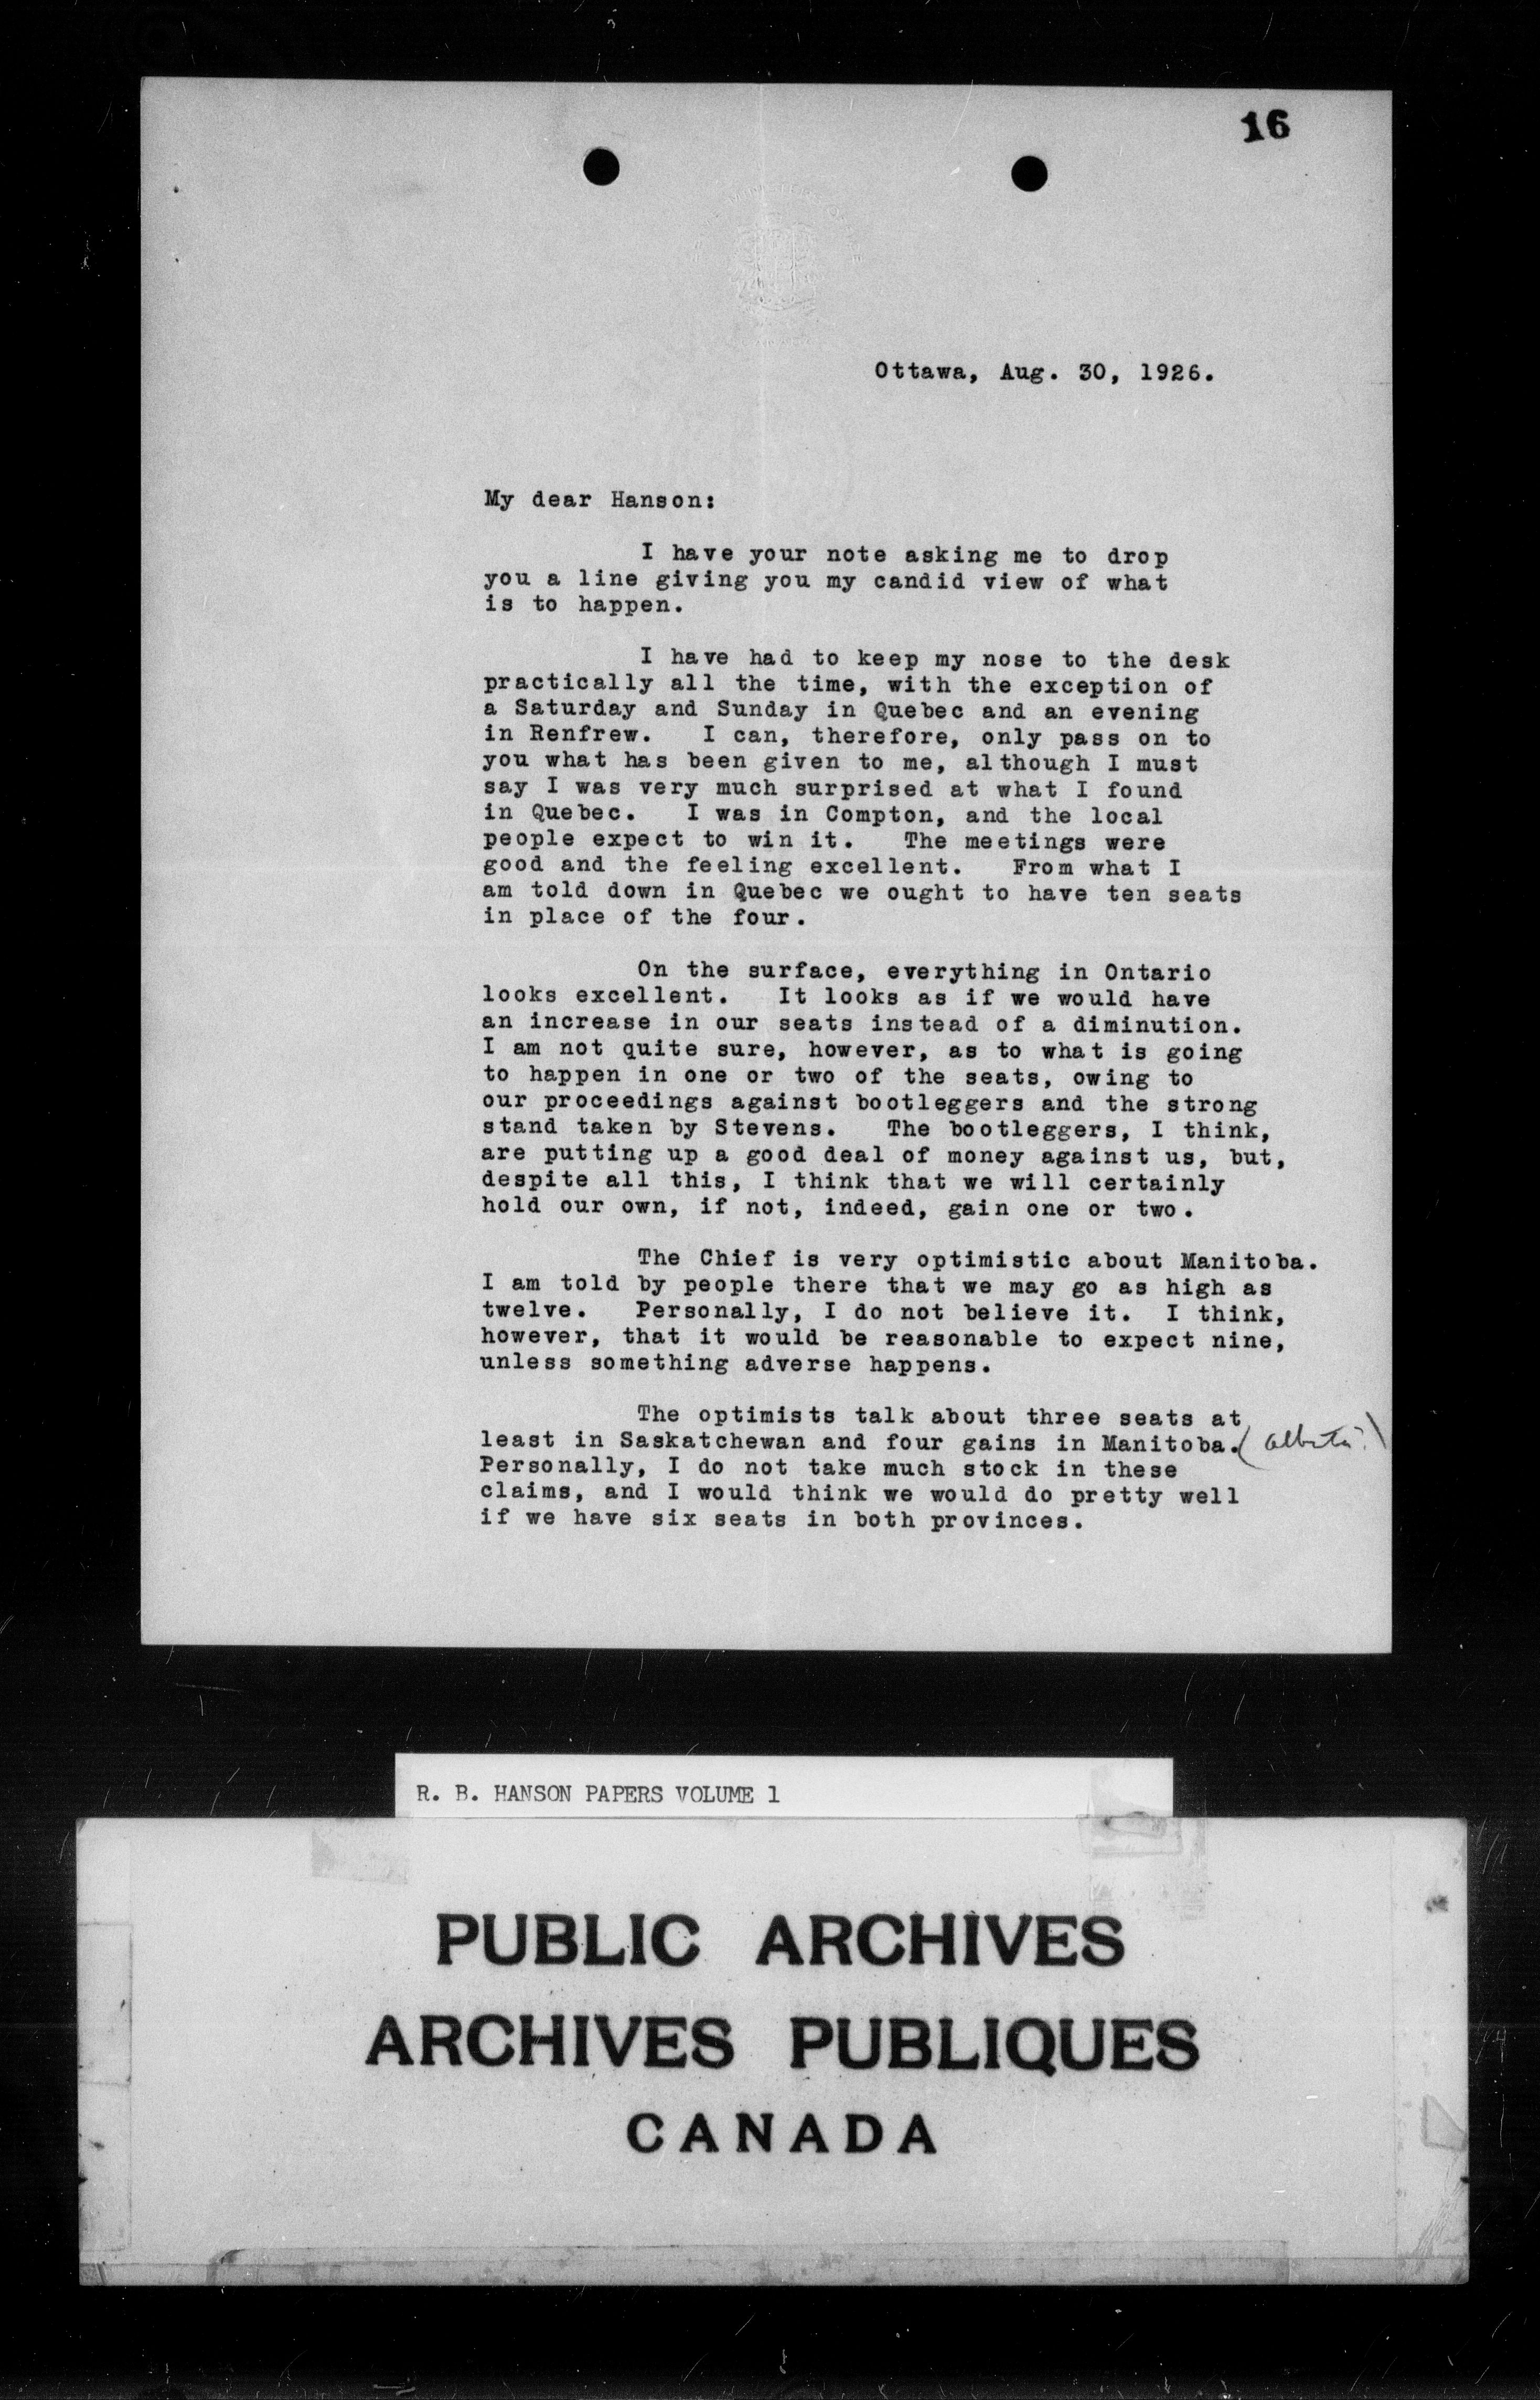 16
Ottawa, Aug. 30, 1926.
My dear Hanson:
I have your note asking me to drop
you a line giving you my candid view of what
is to happen.
I have had to keep my nose to the desk
practically all the time, with the exception of
a Saturday and Sunday in Quebec and an evening
in Renfrew. I can, therefore, only pass on to
you what has been given to me, although I must
say I was very much surprised at what I found
in Quebec. I was in Compton, and the local
people expect to win it. The meetings were
good and the feeling excellent. From what I
am told down in Quebec we ought to have ten seats
in place of the four.
On the surface, everything in Ontario
looks excellent. It looks as if we would have
an increase in our seats instead of a diminution.
I am not quite sure, however, as to what is going
to happen in one or two of the seats, owing to
our proceedings against bootleggers and the strong
stand taken by Stevens. The bootleggers, I think,
are putting up a good deal of money against us, but,
despite all this, I think that we will certainly
hold our own, if not, indeed, gain one or two.
The Chief is very optimistic about Manitoba.
I am told by people there that we may go as high as
twelve. Personally, I do not believe it. I think,
however, that it would be reasonable to expect nine,
unless something adverse happens.
The optimists talk about three seats at
least in Saskatchewan and four gains in Manitoba. (Alberta?)
Personally, I do not take much stock in these
claims, and I would think we would do pretty well
if we have six seats in both provinces.
R. B. HANSON PAPERS VOLUME 1
PUBLIC ARCHIVES
ARCHIVES PUBLIQUES
CANADA